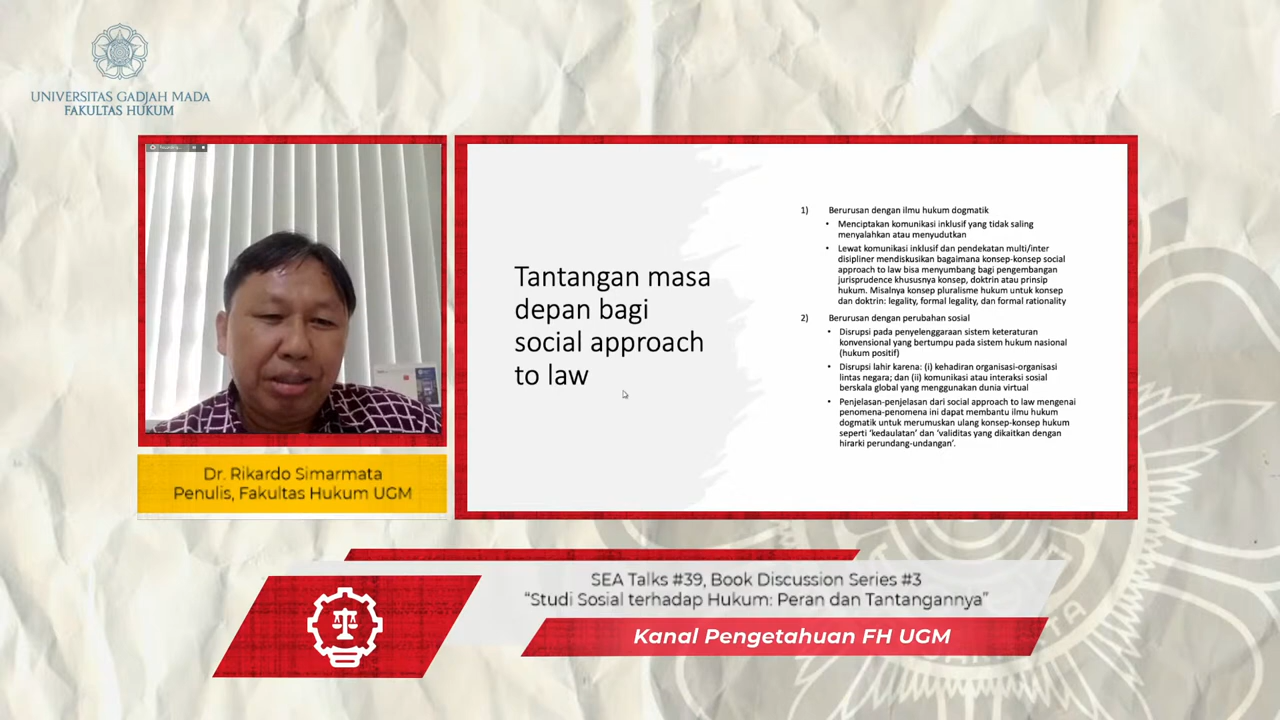 UNIVERSITAS GADJAH MADA
FAKULTAS HUKUM
Dr. Rikardo Simarmata
Penulis, Fakultas Hukum UGM
Tantangan masa
depan bagi
social approach
to law
1) Berurusan dengan ilmu hukum dogmatik
• Menciptakan komunikasi inklusif yang tidak saling
menyalahkan atau menyudutkan
• Lewat komunikasi inklusif dan pendekatan multi/inter
disipliner mendiskusikan bagaimana konsep-konsep social
approach to law bisa menyumbang bagi pengembangan
jurisprudence khususnya konsep, doktrin atau prinsip
hukum. Misalnya konsep pluralisme hukum untuk konsep
dan doktrin: legality, formal legality, dan formal rationality
2) Berurusan dengan perubahan sosial
• Disrupsi pada penyelenggaraan sistem keteraturan
konvensional yang bertumpu pada sistem hukum nasional
(hukum positif)
• Disrupsi lahir karena: (i) kehadiran organisasi-organisasi
lintas negara; dan (ii) komunikasi atau interaksi sosial
berskala global yang menggunakan dunia virtual
• Penjelasan-penjelasan dari social approach to law mengenai
penomena-penomena ini dapat membantu ilmu hukum
dogmatik untuk merumuskan ulang konsep-konsep hukum
seperti ‘kedaulatan’ dan ‘validitas yang dikaitkan dengan
hirarki perundang-undangan’.
SEA Talks #39, Book Discussion Series #3
“Studi Sosial terhadap Hukum: Peran dan Tantangannya”
Kanal Pengetahuan FH UGM